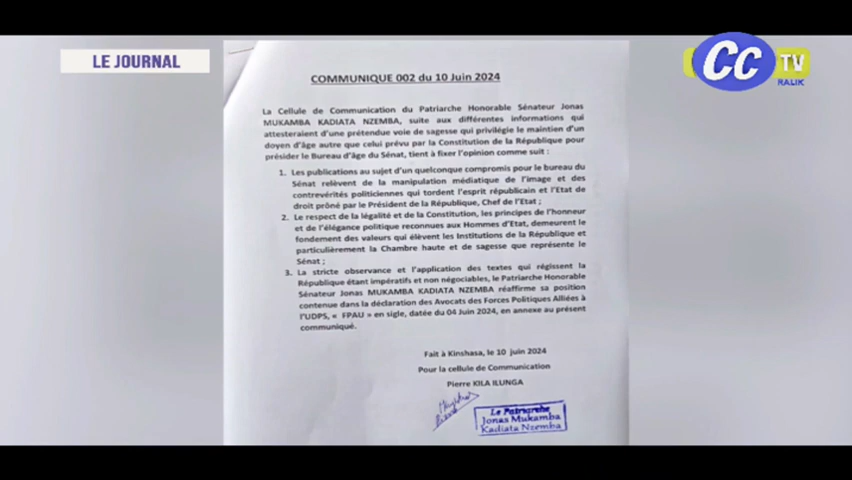 LE JOURNAL
CC
TV
RALIK
COMMUNIQUE 002 du 10 Juin 2024
La Cellule de Communication du Patriarche Honorable Sénateur Jonas
MUKAMBA KADIATA NZEMBA, suite aux différentes informations qui
attesteraient d'une prétendue voie de sagesse qui privilégie le maintien d'un
doyen d'âge autre que celui prévu par la Constitution de la République pour
présider le Bureau d'âge du Sénat, tient à fixer l'opinion comme suit :
1. Les publications au sujet d'un quelconque compromis pour le bureau du
Sénat relèvent de la manipulation médiatique de l'image et des
contrevérités politiciennes qui tordent l'esprit républicain et l'Etat de
droit prôné par le Président de la République, Chef de l'Etat ;
2. Le respect de la légalité et de la Constitution, les principes de l'honneur
et de l'élégance politique reconnues aux Hommes d'Etat, demeurent le
fondement des valeurs qui élèvent les Institutions de la République et
particulièrement la Chambre haute et de sagesse que représente le
Sénat ;
3. La stricte observance et l'application des textes qui régissent la
République étant impératifs et non négociables, le Patriarche Honorable
Sénateur Jonas MUKAMBA KADIATA NZEMBA réaffirme sa position
contenue dans la déclaration des Avocats des Forces Politiques Alliées à
l'UDPS, « FPAU » en sigle, datée du 04 Juin 2024, en annexe au présent
communiqué.
Fait à Kinshasa, le 10 juin 2024
Pour la cellule de Communication
Pierre KILA ILUNGA
Le Patriarche
Jonas Mukamba
Kadiata Nzemba